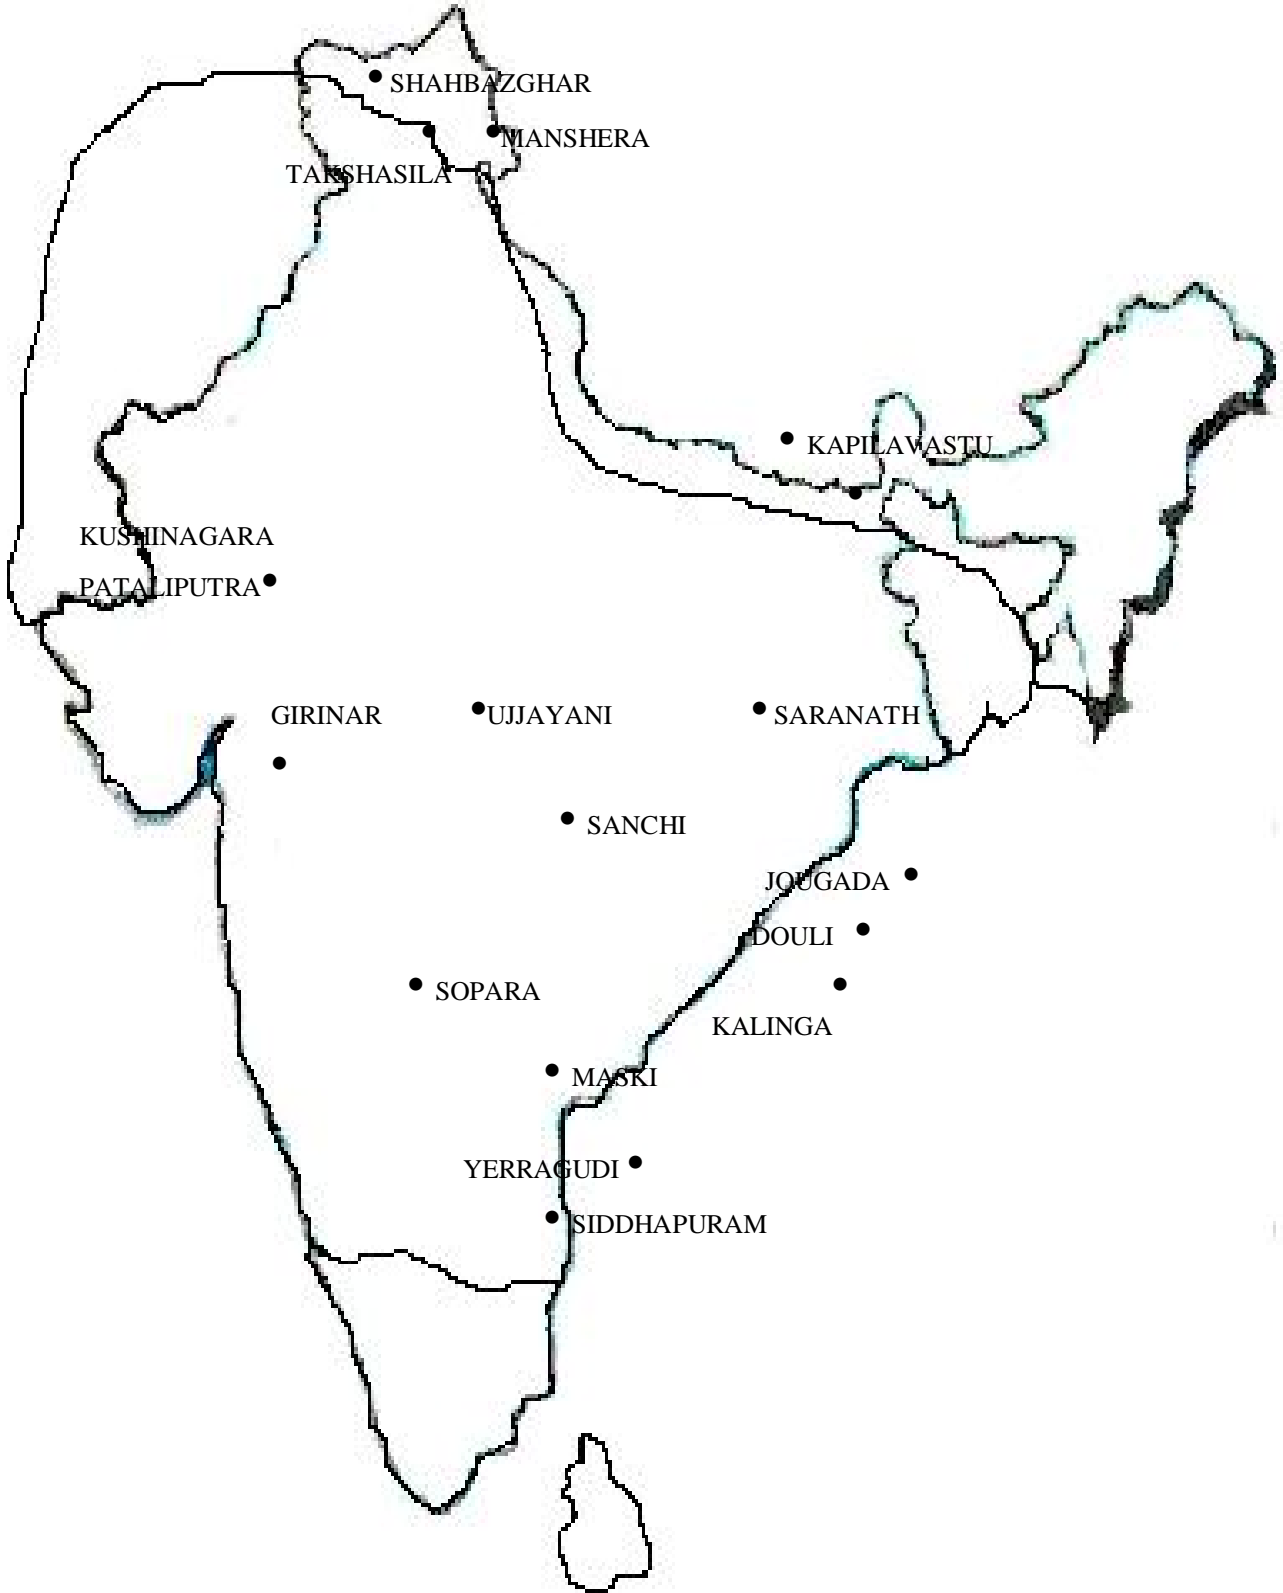 SHAHBAZGHAR
MANSHERA
TAKSHASILA
KAPILAVASTU
KUSHINAGARA
PATALIPUTRA
GIRINAR
UJJAYANI
SARANATH
SANCHI
JOUGADA
DOULI
SOPARA
KALINGA
MASKI
YERRAGUDI
SIDDHAPURAM